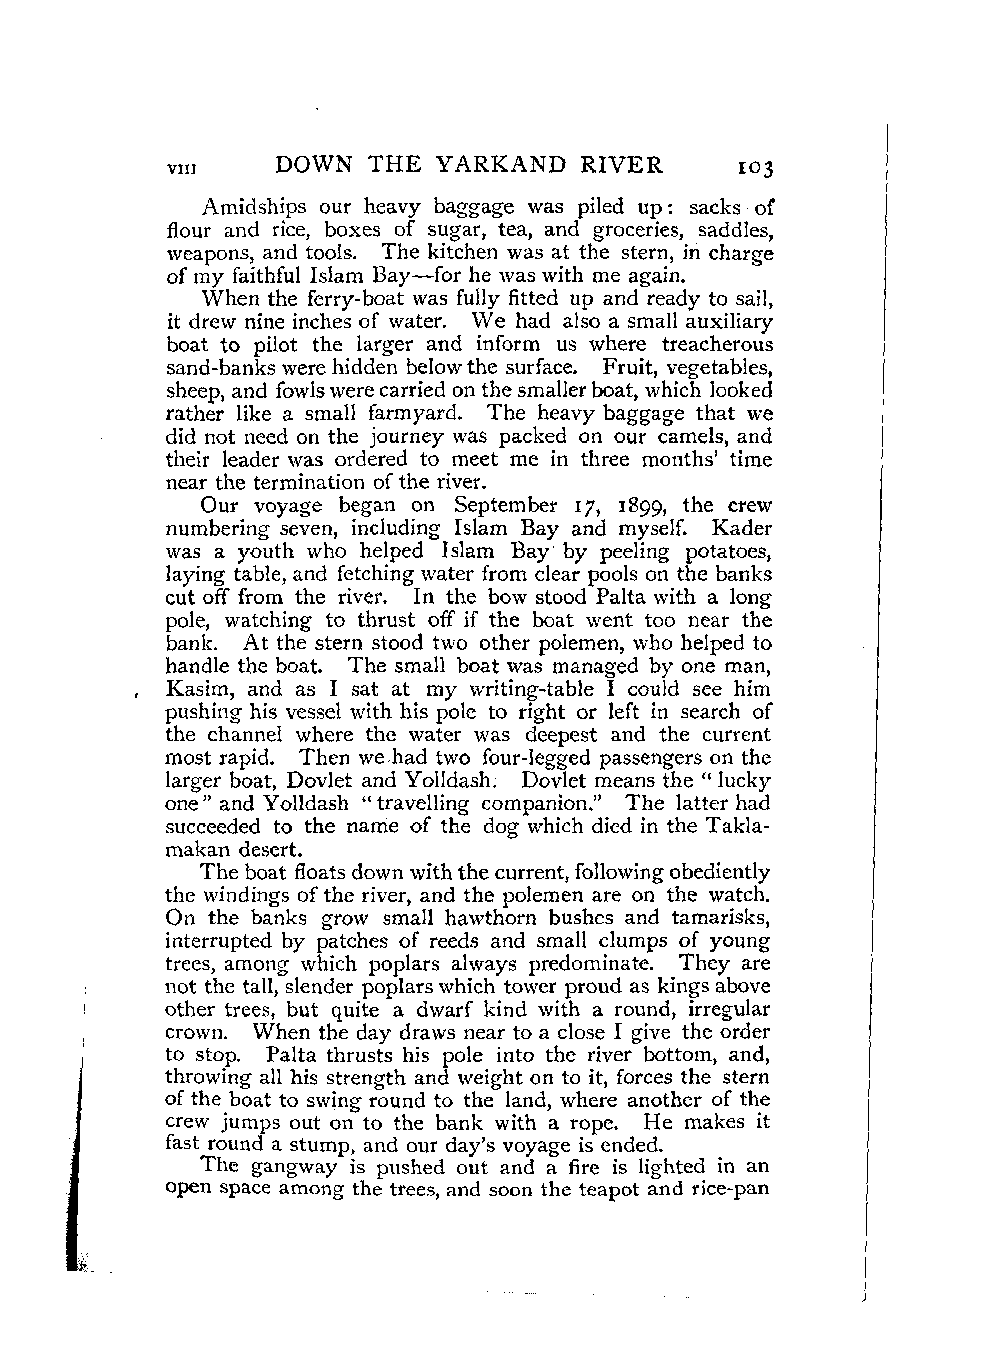 VIII DOWN THE YARKAND RIVER 103
Amidships our heavy baggage was piled up: sacks of
flour and rice, boxes of sugar, tea, and groceries, saddles,
weapons, and tools. The kitchen was at the stern, in charge
of my faithful Islam Bay—for he was with me again.
When the ferry-boat was fully fitted up and ready to sail,
it drew nine inches of water. We had also a small auxiliary
boat to pilot the larger and inform us where treacherous
sand-banks were hidden below the surface. Fruit, vegetables,
sheep, and fowls were carried on the smaller boat, which looked
rather like a small farmyard. The heavy baggage that we
did not need on the journey was packed on our camels, and
their leader was ordered to meet me in three months' time
near the termination of the river.
Our voyage began on September 17, 1899, the crew
numbering seven, including Islam Bay and myself. Kader
was a youth who helped Islam Bay by peeling potatoes,
laying table, and fetching water from clear pools on the banks
cut off from the river. In the bow stood Palta with a long
pole, watching to thrust off if the boat went too near the
bank. At the stern stood two other polemen, who helped to
handle the boat. The small boat was managed by one man,
Kasim, and as I sat at my writing-table I could see him
pushing his vessel with his pole to right or left in search of
the channel where the water was deepest and the current
most rapid. Then we had two four-legged passengers on the
larger boat, Dovlet and Yolldash. Dovlet means the "lucky
one" and Yolldash "travelling companion." The latter had
succeeded to the name of the dog which died in the Takla-
makan desert.
The boat floats down with the current, following obediently
the windings of the river, and the polemen are on the watch.
On the banks grow small hawthorn bushes and tamarisks,
interrupted by patches of reeds and small clumps of young
trees, among which poplars always predominate. They are
not the tall, slender poplars which tower proud as kings above
other trees, but quite a dwarf kind with a round, irregular
crown. When the day draws near to a close I give the order
to stop. Palta thrusts his pole into the river bottom, and,
throwing all his strength and weight on to it, forces the stern
of the boat to swing round to the land, where another of the
crew jumps out on to the bank with a rope. He makes it
fast round a stump, and our day's voyage is ended.
The gangway is pushed out and a fire is lighted in an
open space among the trees, and soon the teapot and rice-pan